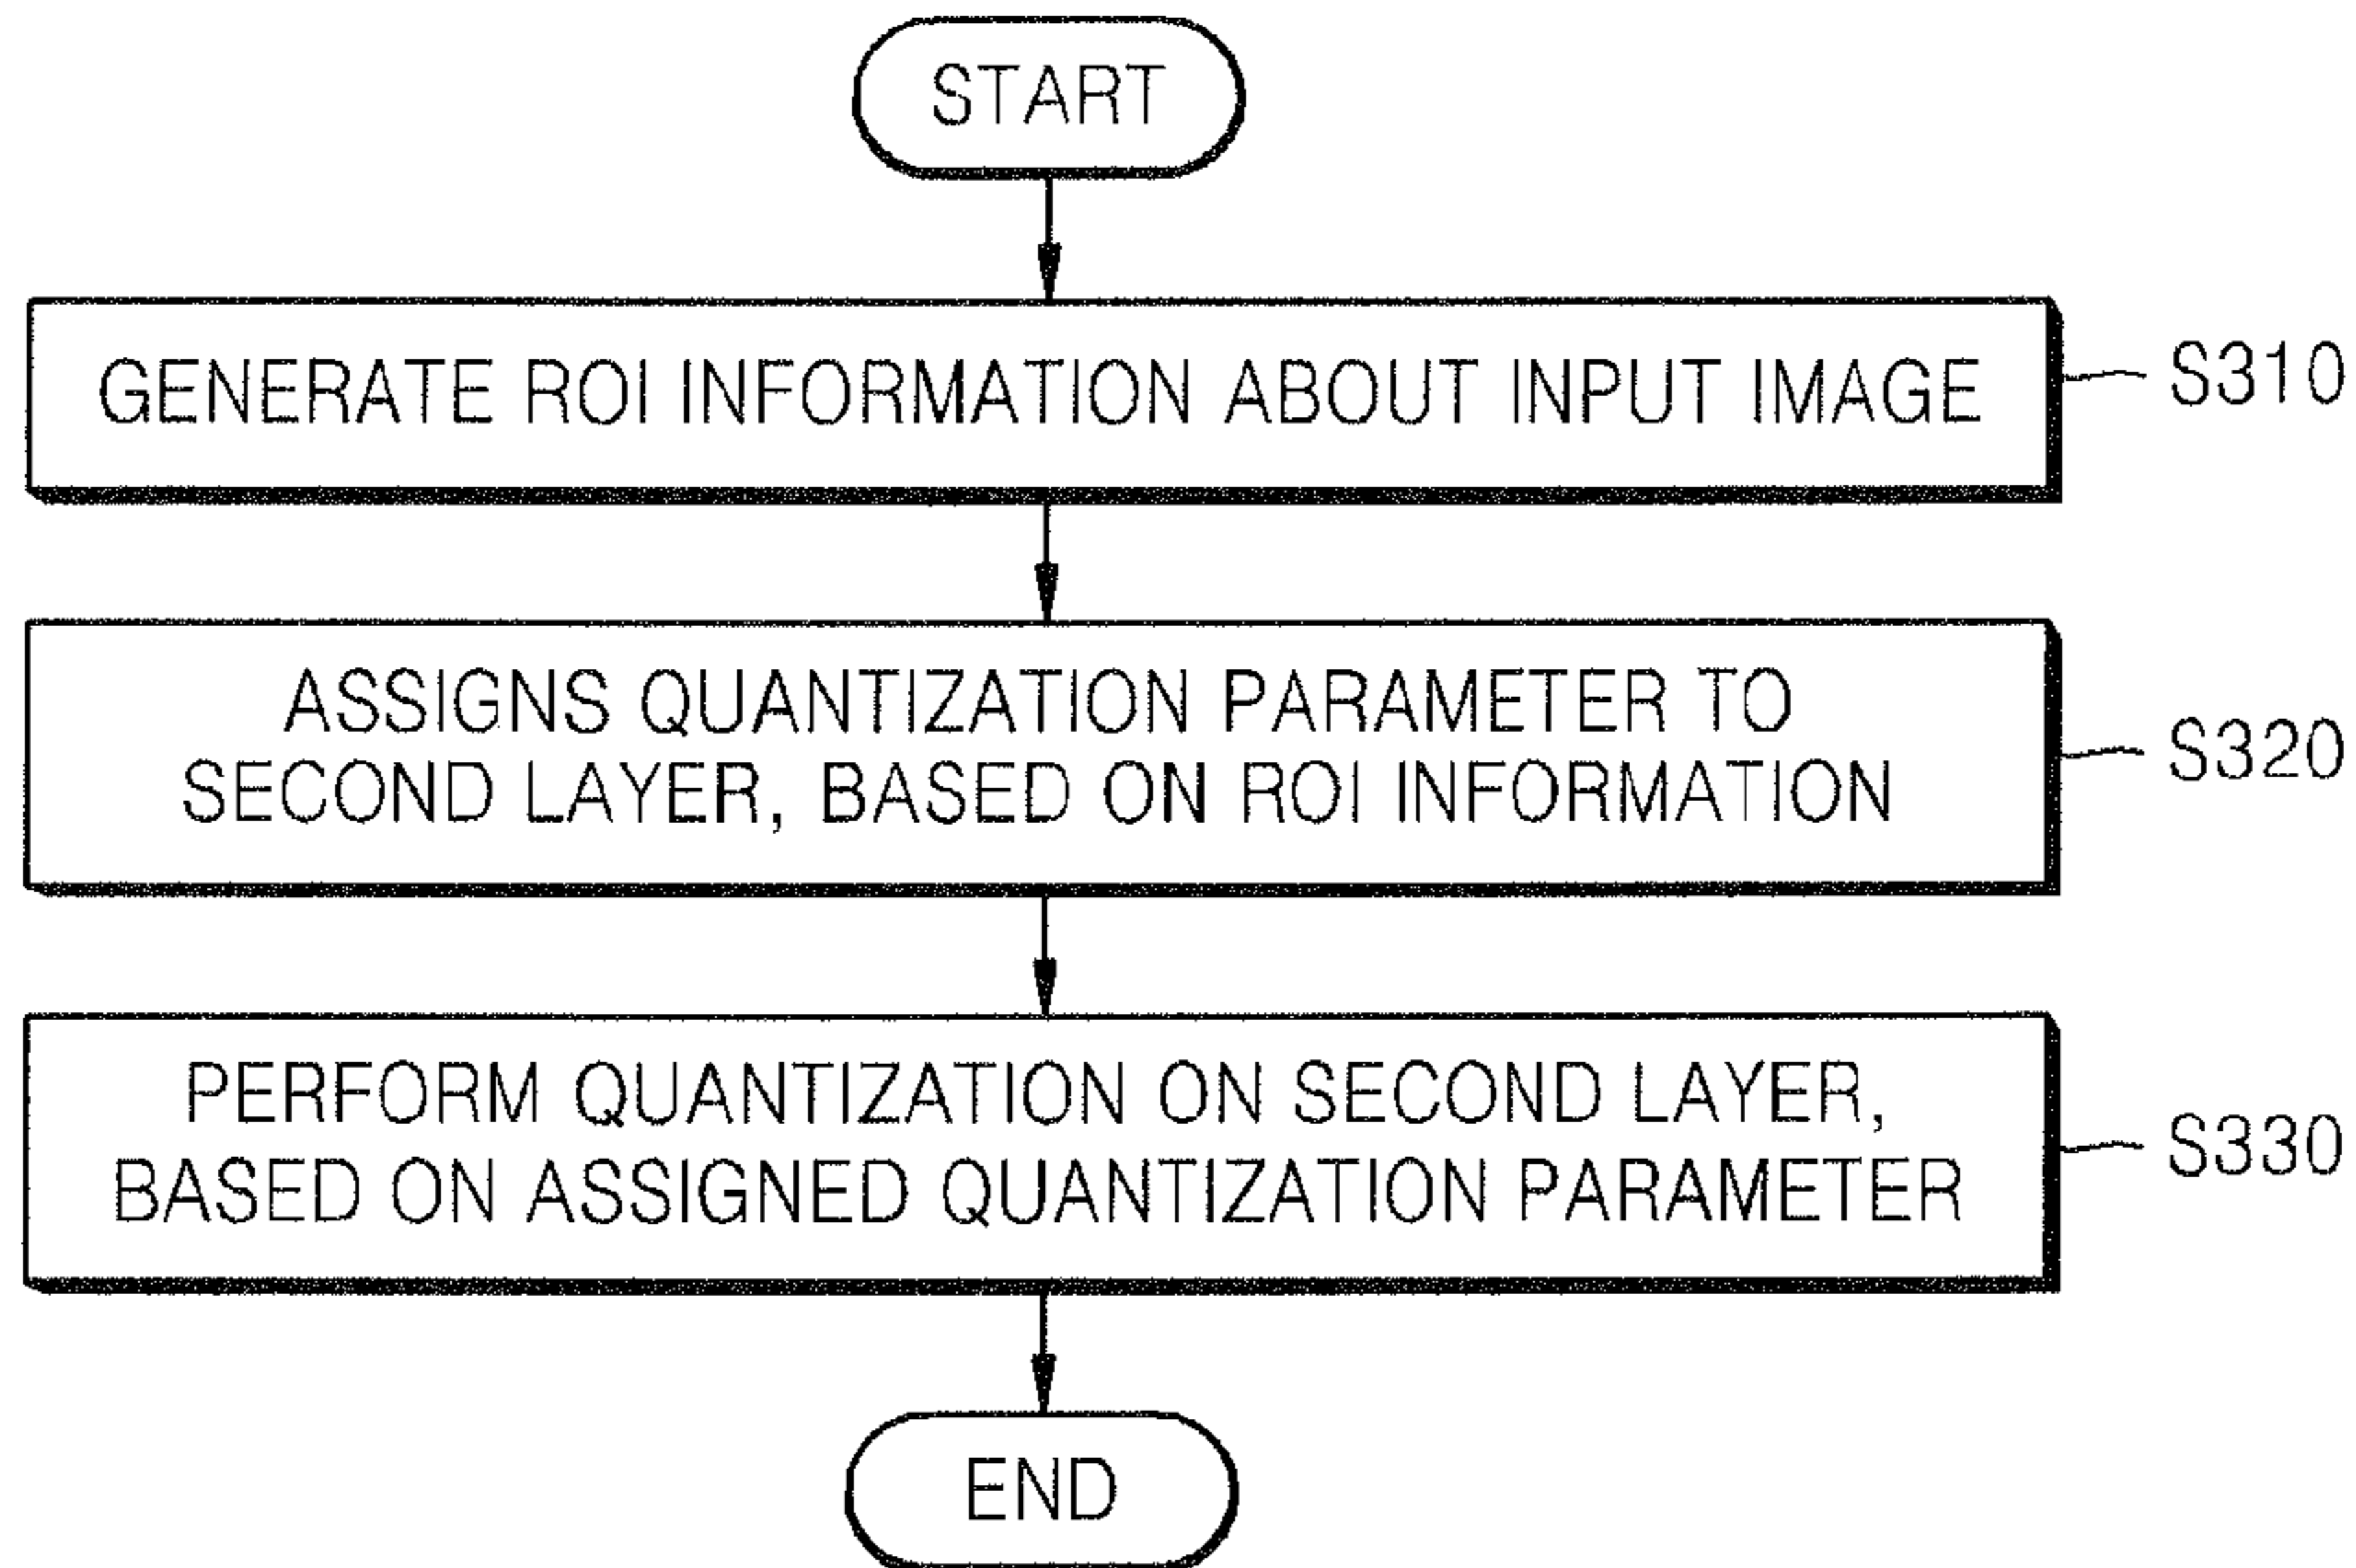 START
GENERATE ROI INFORMATION ABOUT INPUT IMAGE
S310
ASSIGNS QUANTIZATION PARAMETER TO
SECOND LAYER, BASED ON ROI INFORMATION
S320
PERFORM QUANTIZATION ON SECOND LAYER,
BASED ON ASSIGNED QUANTIZATION PARAMETER
S330
END